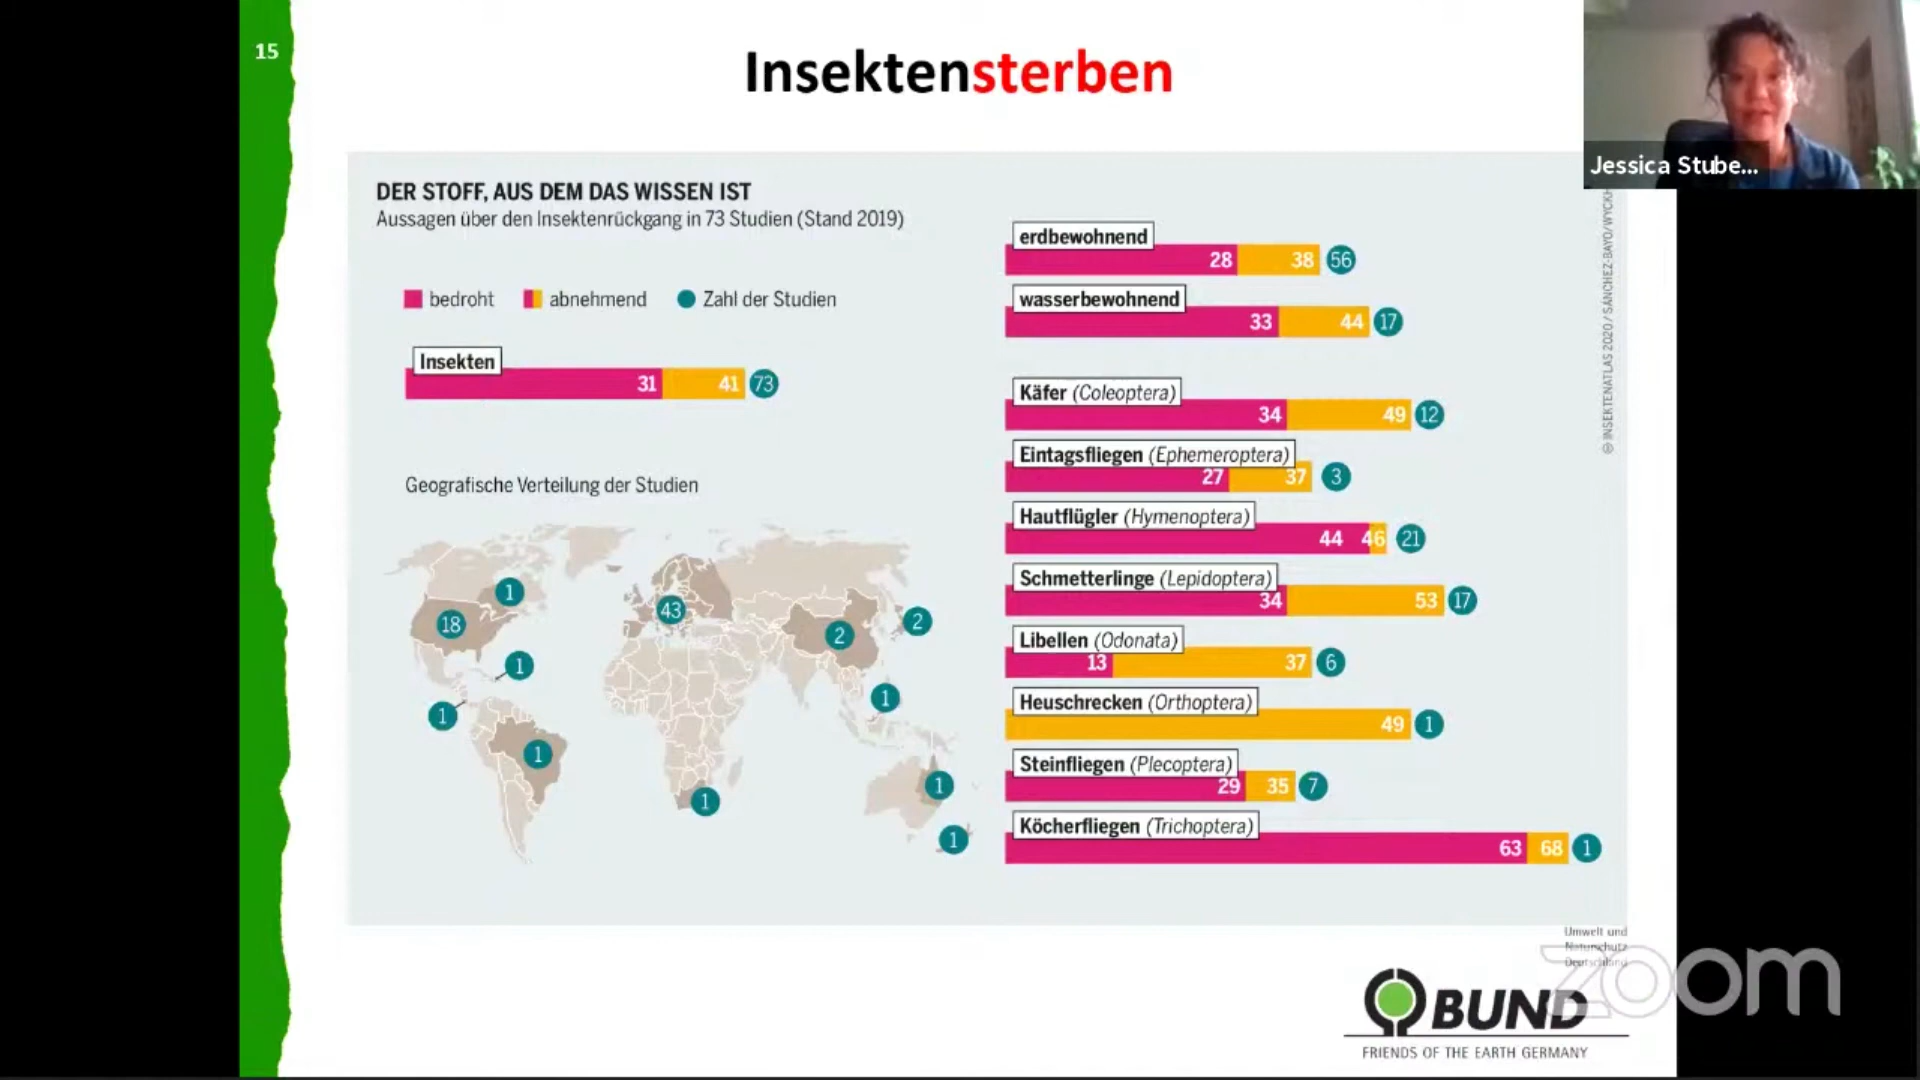 15
Insektensterben
Jessica Stube...
DER STOFF, AUS DEM DAS WISSEN IST
Aussagen über den Insektenrückgang in 73 Studien (Stand 2019)
bedroht
abnehmend
Zahl der Studien
Insekten
31 41 73
Geografische Verteilung der Studien
1
18
43
2
2
1
1
1
1
1
1
1
erdbewohnend
28 38 56
wasserbewohnend
33 44 17
Käfer (Coleoptera)
34 49 12
Eintagsfliegen (Ephemeroptera)
27 37 3
Hautflügler (Hymenoptera)
44 46 21
Schmetterlinge (Lepidoptera)
34 53 17
Libellen (Odonata)
13 37 6
Heuschrecken (Orthoptera)
49 1
Steinfliegen (Plecoptera)
29 35 7
Köcherfliegen (Trichoptera)
63 68 1
© INSEKTENATLAS 2020 / SÁNCHEZ-BAYO/
Umwelt und
Naturschutz
Deutschland
BUND
FRIENDS OF THE EARTH GERMANY
zoom